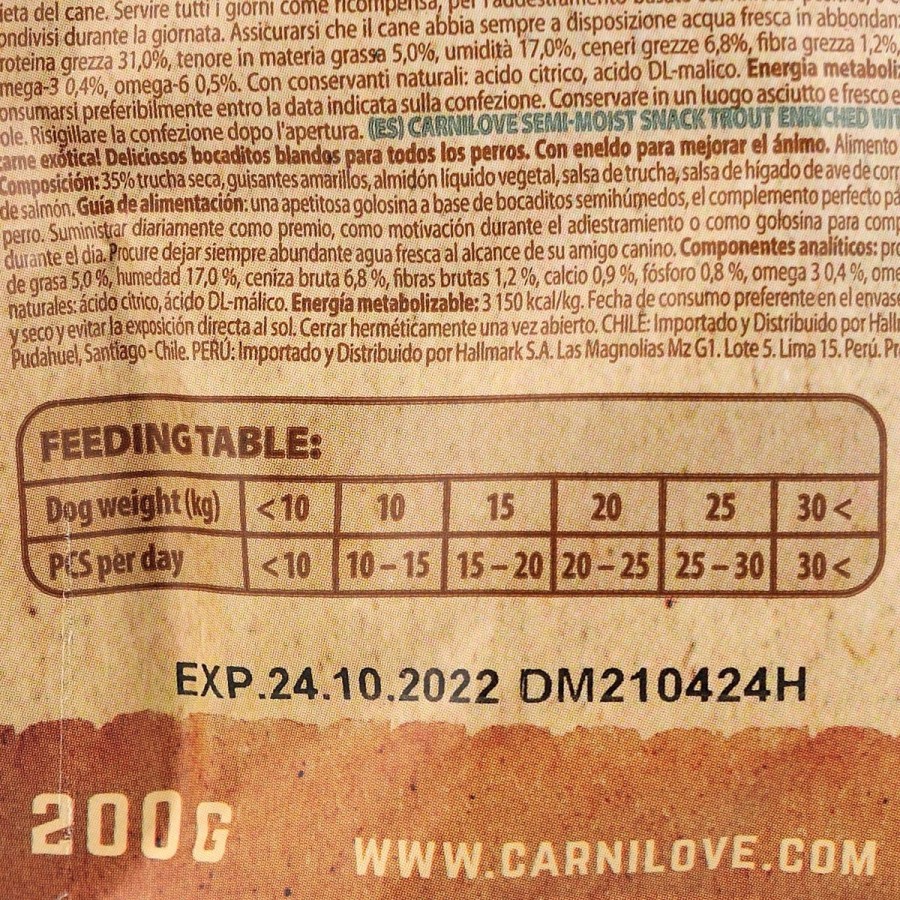 ieta del cane. Servire tutti i giorni come ricompensa, per l'addestramento
ondivisi durante la giornata. Assicurarsi che il cane abbia sempre a disposizione acqua fresca in abbondan
roteina grezza 31,0%, tenore in materia grassa 5,0%, umidità 17,0%, ceneri grezze 6,8%, fibra grezza 1,2%,
mega-3 0,4%, omega-6 0,5%. Con conservanti naturali: acido citrico, acido DL-malico. Energia metaboliz
onsumarsi preferibilmente entro la data indicata sulla confezione. Conservare in un luogo asciutto e fresco e
ole. Risigillare la confezione dopo l'apertura. (ES) CARNILOVE SEMI-MOIST SNACK TROUT ENRICHED WIT
carne exótica! Deliciosos bocaditos blandos para todos los perros. Con eneldo para mejorar el ánimo. Alimento
Composición: 35% trucha seca, guisantes amarillos, almidón líquido vegetal, salsa de trucha, salsa de hígado de ave de corr
de salmón. Guía de alimentación: una apetitosa golosina a base de bocaditos semihúmedos, el complemento perfecto pa
perro. Suministrar diariamente como premio, como motivación durante el adiestramiento o como golosina para comp
durante el día. Procure dejar siempre abundante agua fresca al alcance de su amigo canino. Componentes analíticos: pro
de grasa 5,0 %, humedad 17,0 %, ceniza bruta 6,8 %, fibras brutas 1,2 %, calcio 0,9 %, fósforo 0,8 %, omega 3 0,4 %, ome
naturales: ácido cítrico, ácido DL-málico. Energía metabolizable: 3 150 kcal/kg. Fecha de consumo preferente en el envase
y seco y evitar la exposición directa al sol. Cerrar herméticamente una vez abierto. CHILE: Importado y Distribuido por Hallm
Pudahuel, Santiago - Chile. PERÚ: Importado y Distribuido por Hallmark S.A. Las Magnolias Mz G1. Lote 5. Lima 15. Perú. Pr
FEEDING TABLE:
Dog weight (kg) < 10 10 15 20 25 30 <
PCS per day < 10 10 – 15 15 – 20 20 – 25 25 – 30 30 <
EXP.24.10.2022 DM210424H
200G
WWW.CARNILOVE.COM